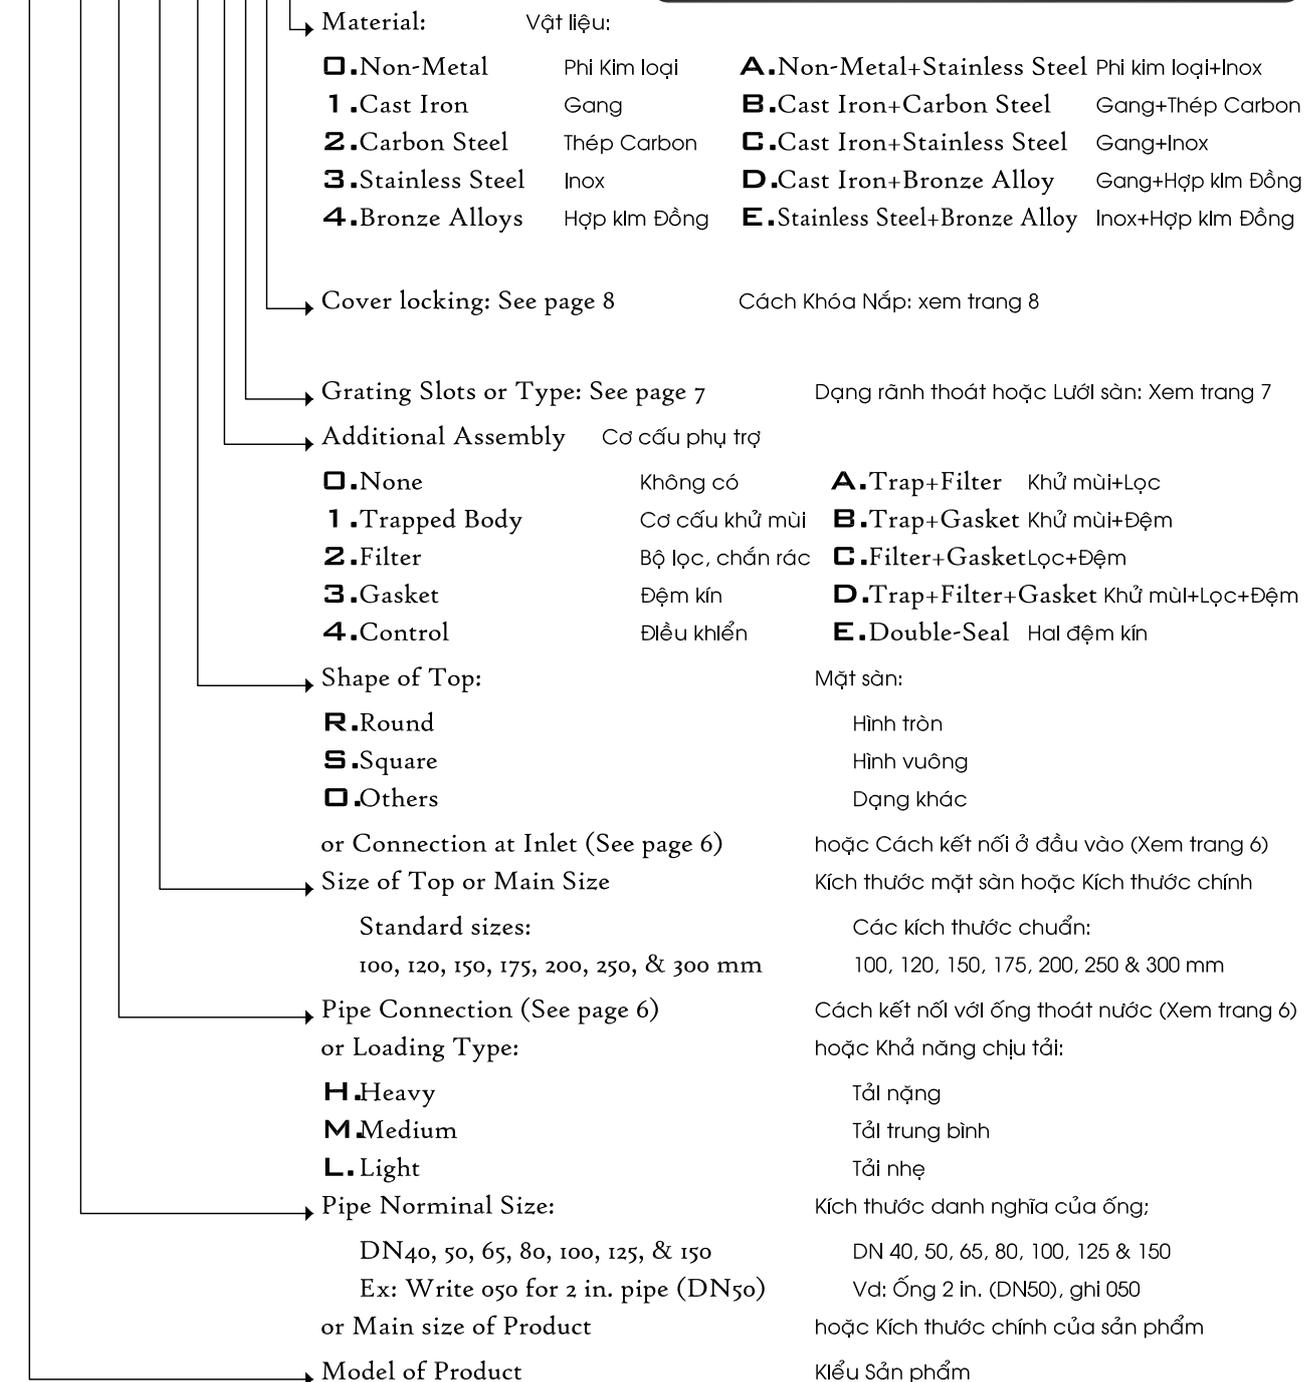 Material: Vật liệu:
0.Non-Metal Phi Kim loại A.Non-Metal+Stainless Steel Phi kim loại+Inox
1.Cast Iron Gang B.Cast Iron+Carbon Steel Gang+Thép Carbon
2.Carbon Steel Thép Carbon C.Cast Iron+Stainless Steel Gang+Inox
3.Stainless Steel Inox D.Cast Iron+Bronze Alloy Gang+Hợp kIm Đồng
4.Bronze Alloys Hợp kIm Đồng E.Stainless Steel+Bronze Alloy Inox+Hợp kIm Đồng
Cover locking: See page 8 Cách Khóa Nắp: xem trang 8
Grating Slots or Type: See page 7 Dạng rãnh thoát hoặc LướI sàn: Xem trang 7
Additional Assembly Cơ cấu phụ trợ
0.None Không có A.Trap+Filter Khử mùi+Lọc
1.Trapped Body Cơ cấu khử mùi B.Trap+Gasket Khử mùi+Đệm
2.Filter Bộ lọc, chắn rác C.Filter+Gasket Lọc+Đệm
3.Gasket Đệm kín D.Trap+Filter+Gasket Khử mùI+Lọc+Đệm
4.Control ĐIều khIển E.Double-Seal HaI đệm kín
Shape of Top: Mặt sàn:
R.Round Hình tròn
S.Square Hình vuông
O.Others Dạng khác
or Connection at Inlet (See page 6) hoặc Cách kết nối ở đầu vào (Xem trang 6)
Size of Top or Main Size Kích thước mặt sàn hoặc Kích thước chính
Standard sizes: Các kích thước chuẩn:
100, 120, 150, 175, 200, 250, & 300 mm 100, 120, 150, 175, 200, 250 & 300 mm
Pipe Connection (See page 6) Cách kết nốI vớI ống thoát nước (Xem trang 6)
or Loading Type: hoặc Khả năng chịu tải:
H.Heavy TảI nặng
M.Medium TảI trung bình
L.Light Tải nhẹ
Pipe Norminal Size: Kích thước danh nghĩa của ống;
DN40, 50, 65, 80, 100, 125, & 150 DN 40, 50, 65, 80, 100, 125 & 150
Ex: Write 050 for 2 in. pipe (DN50) Vd: Ống 2 in. (DN50), ghi 050
or Main size of Product hoặc Kích thước chính của sản phẩm
Model of Product KIểu Sản phẩm